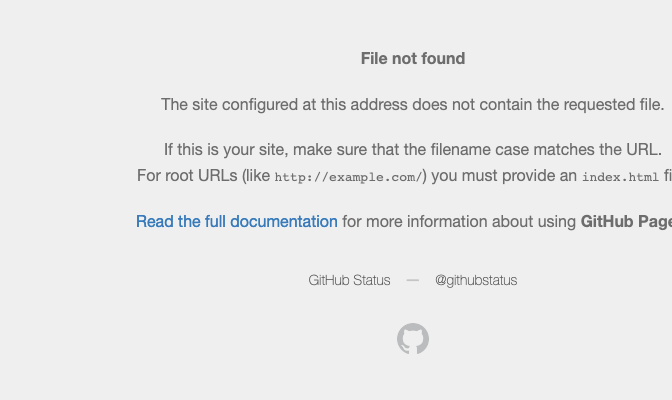 File not found
The site configured at this address does not contain the requested file.
If this is your site, make sure that the filename case matches the URL.
For root URLs (like http://example.com/) you must provide an index.html fi
Read the full documentation for more information about using GitHub Page
GitHub Status — @githubstatus